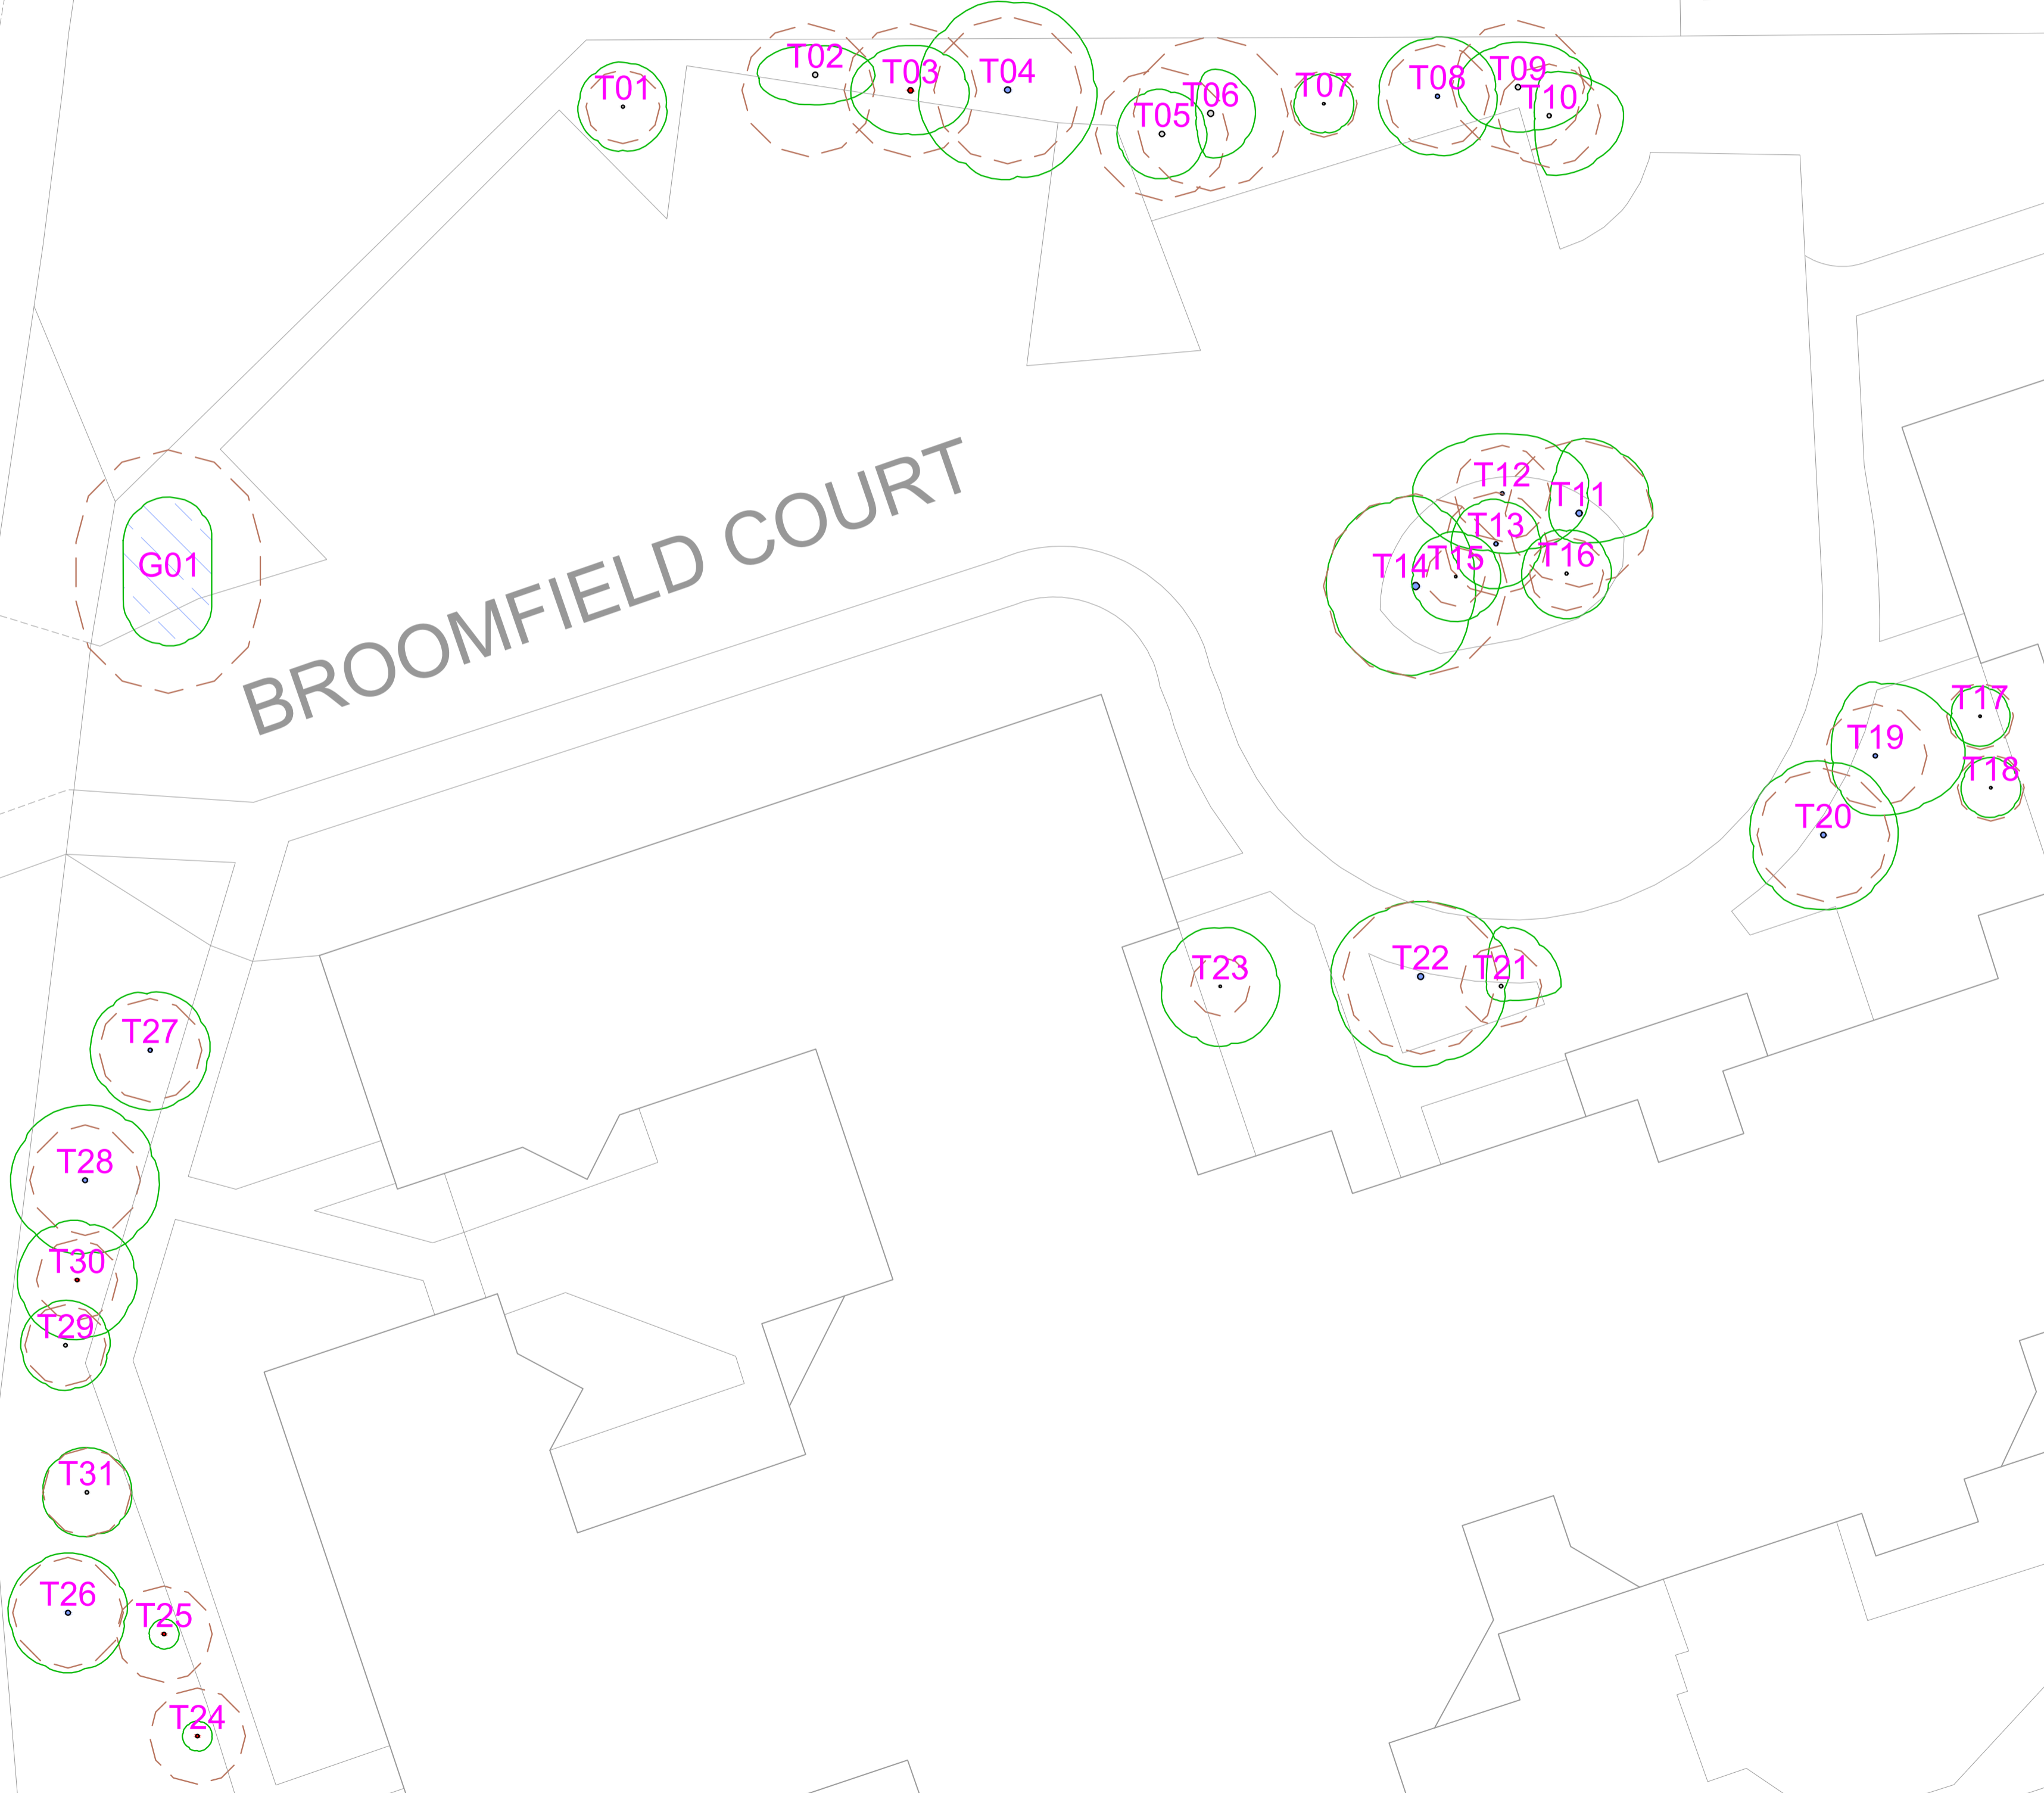 T01
T02
T03
T04
T05
T06
T07
T08
T09
T10
T12
T11
T13
T14
T15
T16
G01
BROOMFIELD COURT
T17
T19
T18
T20
T22
T21
T23
T27
T28
T30
T29
T31
T26
T25
T24